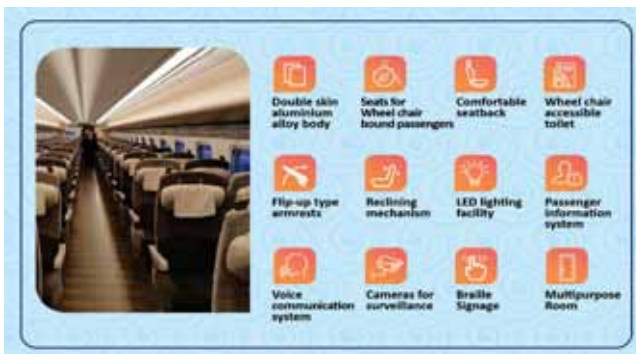 Double skin
aluminium
alloy body
Seats for
Wheel chair
bound passengers
Comfortable
seatback
Wheel chair
accessible
toilet
Flip-up type
armrests
Reclining
mechanism
LED lighting
facility
Passenger
information
system
Voice
communication
system
Cameras for
surveillance
Braille
Signage
Multipurpose
Room